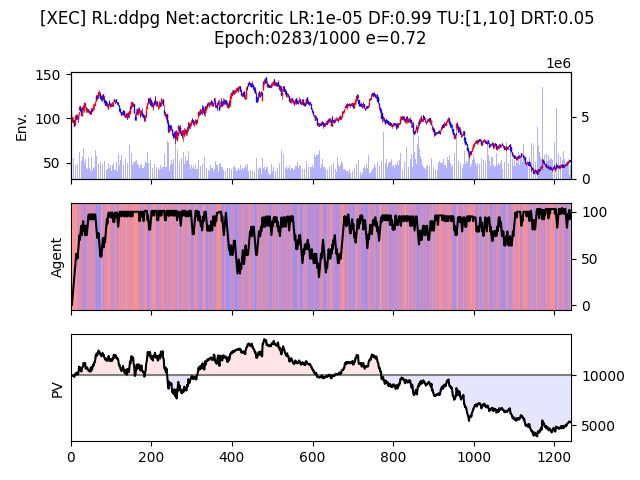 [XEC] RL:ddpg Net:actorcritic LR:1e-05 DF:0.99 TU:[1,10] DRT:0.05
Epoch:0283/1000 e=0.72
1e6
150
100
50
Env.
5
0
Agent
100
50
0
PV
10000
5000
0 200 400 600 800 1000 1200